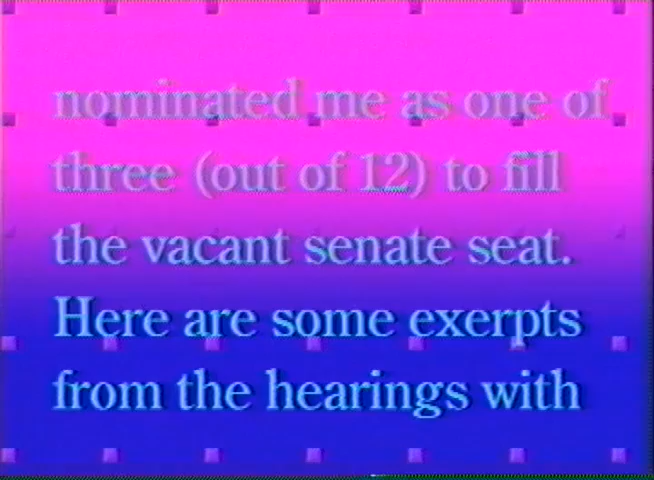 nominated me as one of
three (out of 12) to fill
the vacant senate seat.
Here are some exerpts
from the hearings with